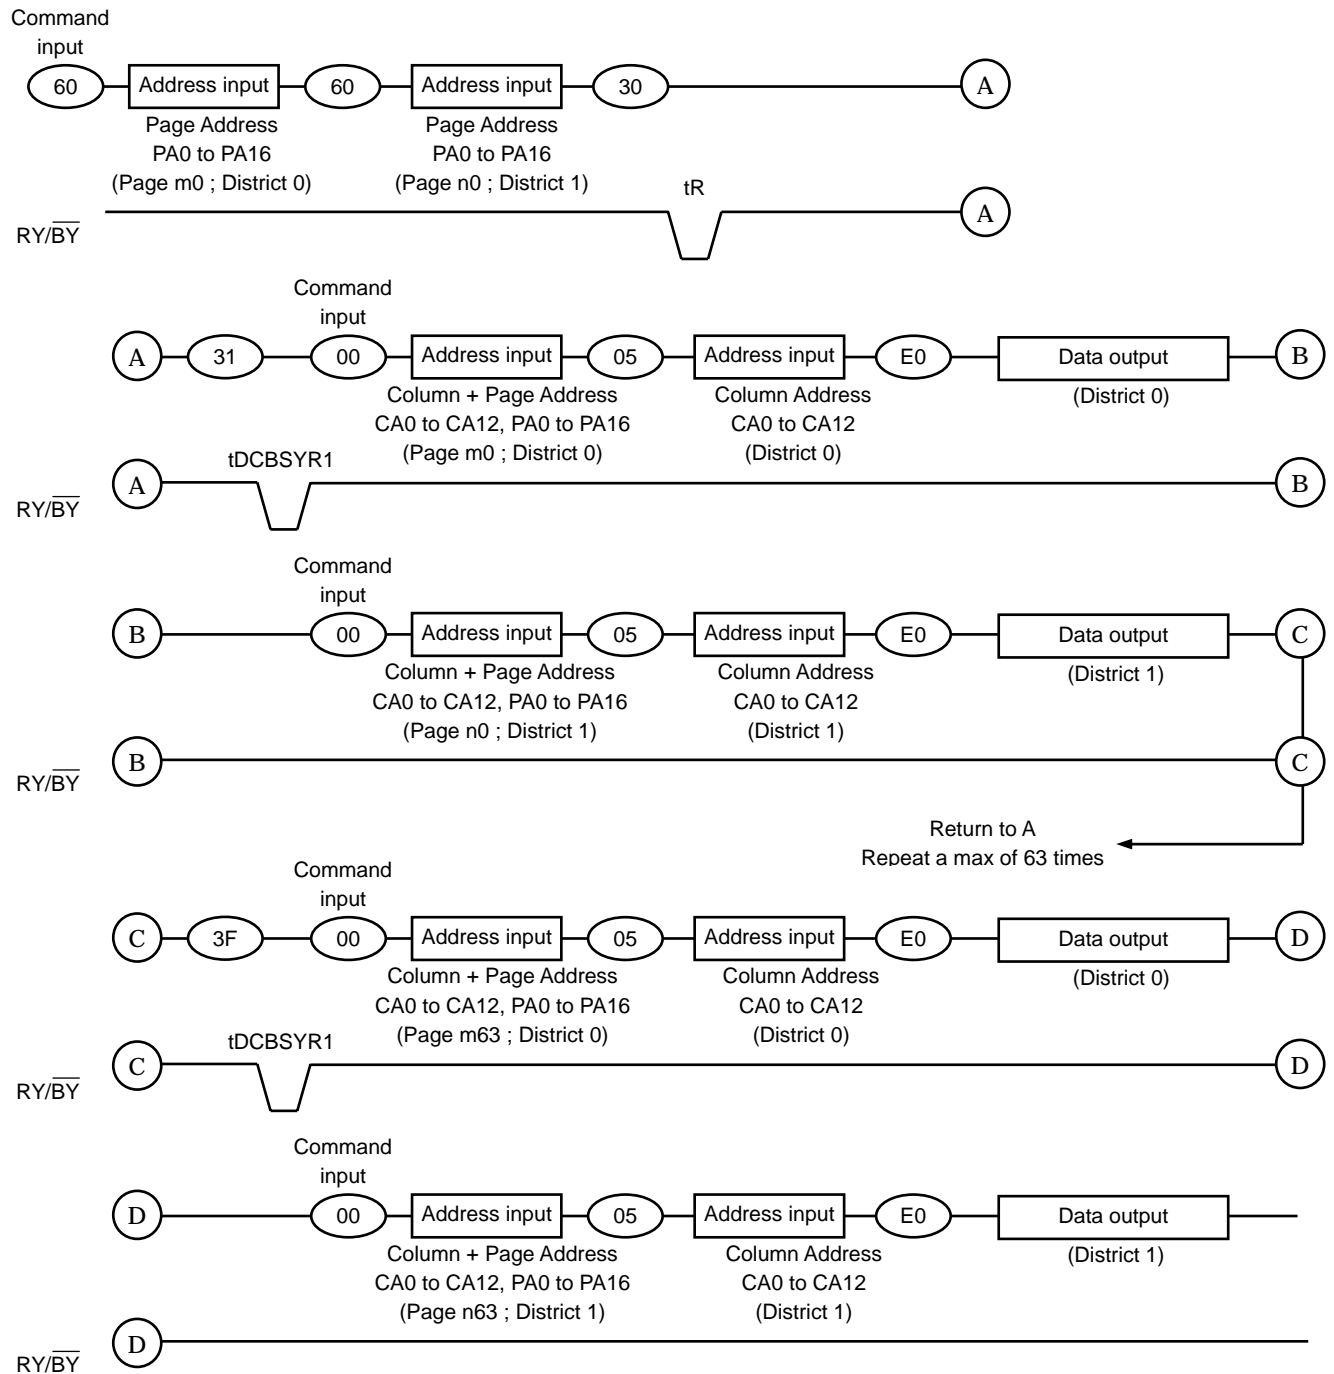 Command
input
60
Address input
60
Address input
30
A
Page Address
PA0 to PA16
(Page m0 ; District 0)
Page Address
PA0 to PA16
(Page n0 ; District 1)
tR
A
RY/BY
Command
input
A
31
00
Address input
05
Address input
E0
Data output
B
Column + Page Address
CA0 to CA12, PA0 to PA16
(Page m0 ; District 0)
Column Address
CA0 to CA12
(District 0)
(District 0)
tDCBSYR1
A
B
RY/BY
Command
input
B
00
Address input
05
Address input
E0
Data output
C
Column + Page Address
CA0 to CA12, PA0 to PA16
(Page n0 ; District 1)
Column Address
CA0 to CA12
(District 1)
(District 1)
B
C
RY/BY
Return to A
Repeat a max of 63 times
Command
input
C
3F
00
Address input
05
Address input
E0
Data output
D
Column + Page Address
CA0 to CA12, PA0 to PA16
(Page m63 ; District 0)
Column Address
CA0 to CA12
(District 0)
(District 0)
tDCBSYR1
C
D
RY/BY
Command
input
D
00
Address input
05
Address input
E0
Data output
Column + Page Address
CA0 to CA12, PA0 to PA16
(Page n63 ; District 1)
Column Address
CA0 to CA12
(District 1)
(District 1)
D
RY/BY